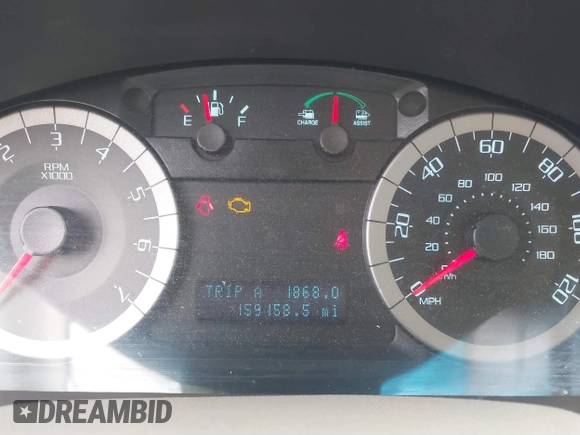 E F
CHARGE ASSIST
2 3 4 5 6 7
RPM
X1000
0 20 40 60 80 100 120
20 40 60 80 100 120 160 180
MPH
TRIP A 1868.0
159158.5 mi
DREAMBID